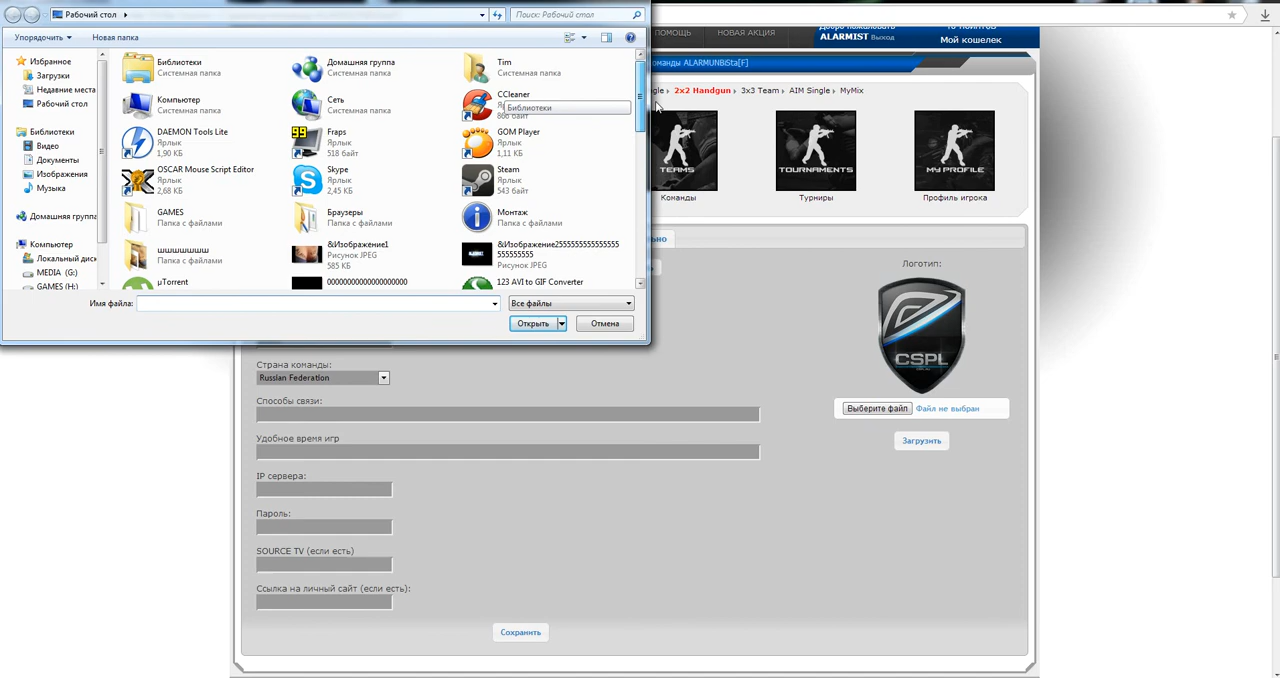 Рабочий стол
Поиск: Рабочий стол
Упорядочить
Новая папка
Избранное
Загрузки
Недавние места
Рабочий стол
Библиотеки
Видео
Документы
Изображения
Музыка
Домашняя группа
Компьютер
Локальный диск
MEDIA (G:)
GAMES (H:)
Библиотеки
Системная папка
Домашняя группа
Системная папка
Tim
Системная папка
Компьютер
Системная папка
Сеть
Системная папка
CCleaner
Библиотеки
868 байт
DAEMON Tools Lite
Ярлык
1,90 КБ
Fraps
Ярлык
518 байт
GOM Player
Ярлык
1,11 КБ
OSCAR Mouse Script Editor
Ярлык
2,68 КБ
Skype
Ярлык
2,45 КБ
Steam
Ярлык
543 байт
GAMES
Папка с файлами
Браузеры
Папка с файлами
Монтаж
Папка с файлами
Папка с файлами
&Изображение1
Рисунок JPEG
585 КБ
Рисунок JPEG
µTorrent
123 AVI to GIF Converter
Имя файла:
Все файлы
Открыть
Отмена
ПОМОЩЬ
НОВАЯ АКЦИЯ
ALARMIST Выход
Мой кошелек
команды ALARMUNBiSta[F]
2x2 Handgun
3x3 Team
AIM Single
MyMix
TEAMS
TOURNAMENTS
MY PROFILE
Команды
Турниры
Профиль игрока
Логотип:
CSPL
Выберите файл Файл не выбран
Загрузить
Страна команды:
Russian Federation
Способы связи:
Удобное время игр
IP сервера:
Пароль:
SOURCE TV (если есть)
Ссылка на личный сайт (если есть):
Сохранить